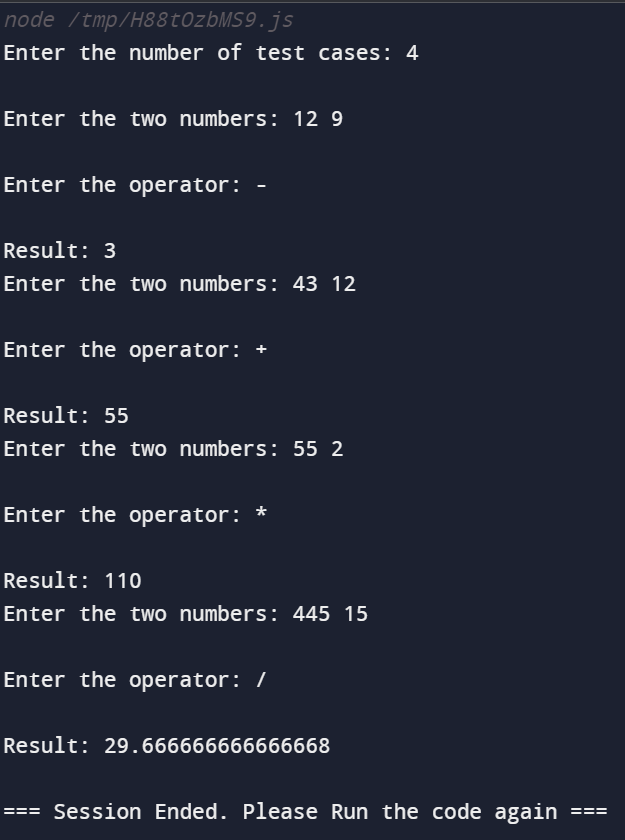 node /tmp/H88tOzbMS9.js
Enter the number of test cases: 4
Enter the two numbers: 12 9
Enter the operator: -
Result: 3
Enter the two numbers: 43 12
Enter the operator: +
Result: 55
Enter the two numbers: 55 2
Enter the operator: *
Result: 110
Enter the two numbers: 445 15
Enter the operator: /
Result: 29.666666666666668
=== Session Ended. Please Run the code again ===